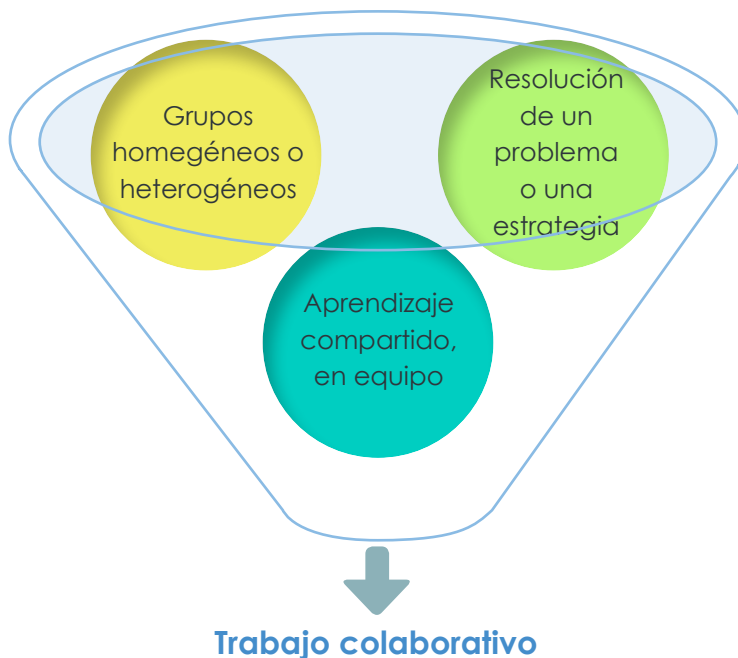 Grupos
homegéneos o
heterogéneos
Resolución
de un
problema
o una
estrategia
Aprendizaje
compartido,
en equipo
Trabajo colaborativo